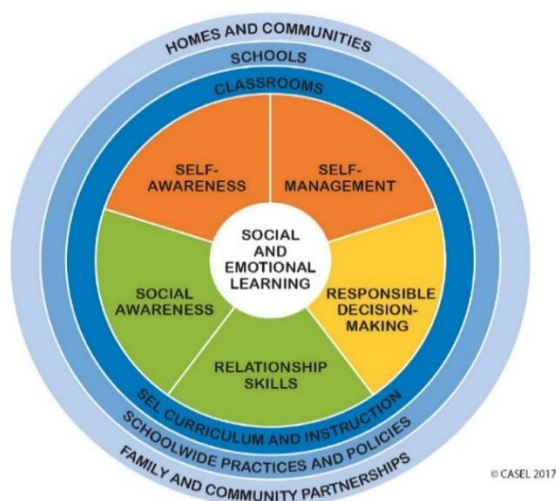 HOMES AND COMMUNITIES
SCHOOLS
CLASSROOMS
SELF-
AWARENESS
SELF-
MANAGEMENT
SOCIAL
AND
EMOTIONAL
LEARNING
SOCIAL
AWARENESS
RESPONSIBLE
DECISION-
MAKING
RELATIONSHIP
SKILLS
SEL CURRICULUM AND INSTRUCTION
SCHOOLWIDE PRACTICES AND POLICIES
FAMILY AND COMMUNITY PARTNERSHIPS
© CASEL 2017